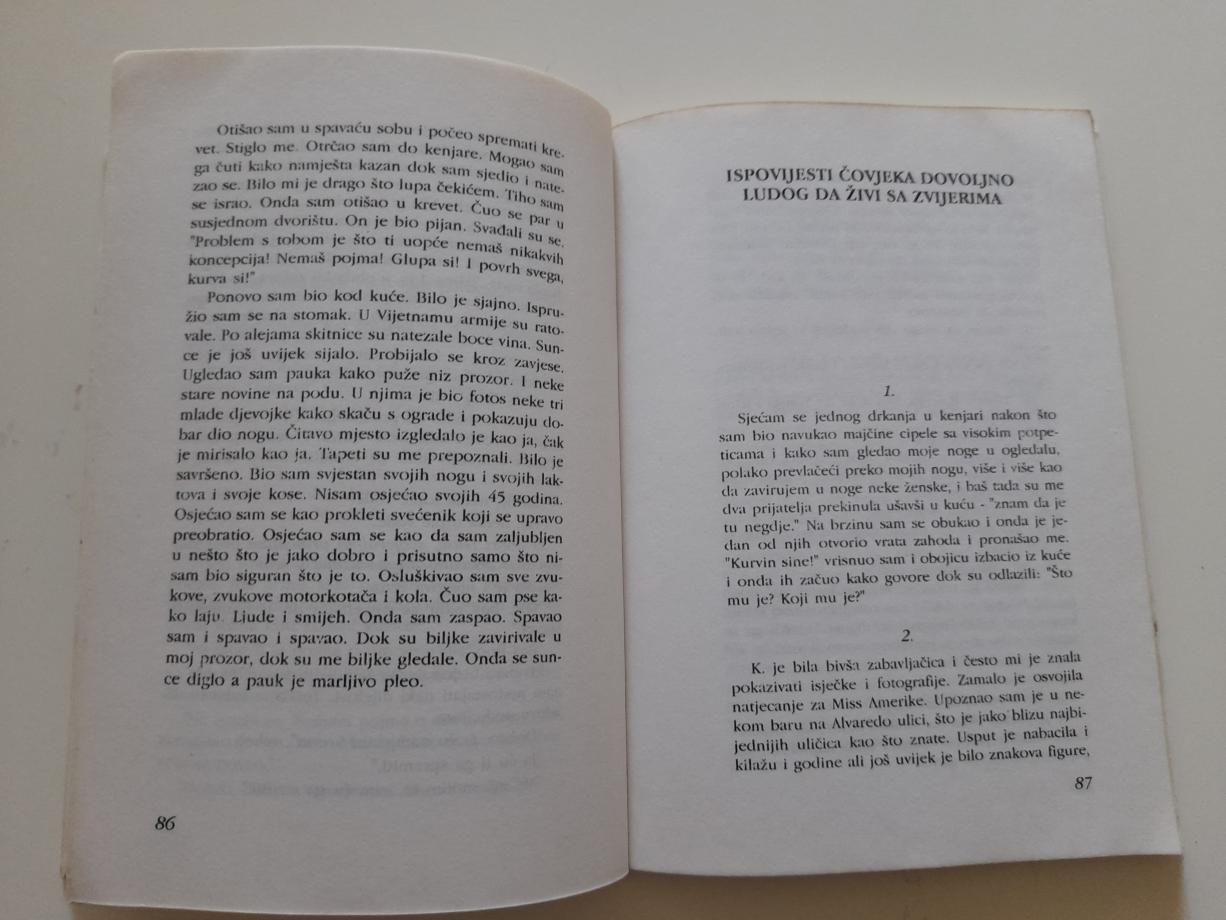 Otišao sam u spavaću sobu i počeo spremati kre-
vet. Stiglo me. Otrčao sam do kenjare. Mogao sam
ga čuti kako namješta kazan dok sam sjedio i nate-
zao se. Bilo mi je drago što lupa čekićem. Tiho sam
se israo. Onda sam otišao u krevet. Čuo se par u
susjednom dvorištu. On je bio pijan. Svađali su se.
"Problem s tobom je što ti uopće nemaš nikakvih
koncepcija! Nemaš pojma! Glupa si! I povrh svega,
kurva si!"
Ponovo sam bio kod kuće. Bilo je sjajno. Ispru-
žio sam se na stomak. U Vijetnamu armije su rato-
vale. Po alejama skitnice su natezale boce vina. Sun-
ce je još uvijek sijalo. Probijalo se kroz zavjese.
Ugledao sam pauka kako puže niz prozor. I neke
stare novine na podu. U njima je bio fotos neke tri
mlade djevojke kako skaču s ograde i pokazuju do-
bar dio nogu. Čitavo mjesto izgledalo je kao ja, čak
je mirisalo kao ja. Tapeti su me prepoznali. Bilo je
savršeno. Bio sam svjestan svojih nogu i svojih lak-
tova i svoje kose. Nisam osjećao svojih 45 godina.
Osjećao sam se kao prokleti svećenik koji se upravo
preobratio. Osjećao sam se kao da sam zaljubljen
u nešto što je jako dobro i prisutno samo što ni-
sam bio siguran što je to. Osluškivao sam sve zvu-
kove, zvukove motorkotača i kola. Čuo sam pse ka-
ko laju. Ljude i smijeh. Onda sam zaspao. Spavao
sam i spavao i spavao. Dok su biljke zavirivale u
moj prozor, dok su me biljke gledale. Onda se sun-
ce diglo a pauk je marljivo pleo.
86
ISPOVIJESTI ČOVJEKA DOVOLJNO
LUDOG DA ŽIVI SA ZVIJERIMA
1.
Sjećam se jednog drkanja u kenjari nakon što
sam bio navukao majčine cipele sa visokim potpe-
ticama i kako sam gledao moje noge u ogledalu,
polako prevlačeći preko mojih nogu, više i više kao
da zavirujem u noge neke ženske, i baš tada su me
dva prijatelja prekinula ušavši u kuću - "znam da je
tu negdje." Na brzinu sam se obukao i onda je je-
dan od njih otvorio vrata zahoda i pronašao me.
"Kurvin sine!" vrisnuo sam i obojicu izbacio iz kuće
i onda ih začuo kako govore dok su odlazili: "Što
mu je? Koji mu je?"
2.
K. je bila bivša zabavljačica i često mi je znala
pokazivati isječke i fotografije. Zamalo je osvojila
natjecanje za Miss Amerike. Upoznao sam je u ne-
kom baru na Alvaredo ulici, što je jako blizu najbi-
jednijih uličica kao što znate. Usput je nabacila i
kilažu i godine ali još uvijek je bilo znakova figure,
87